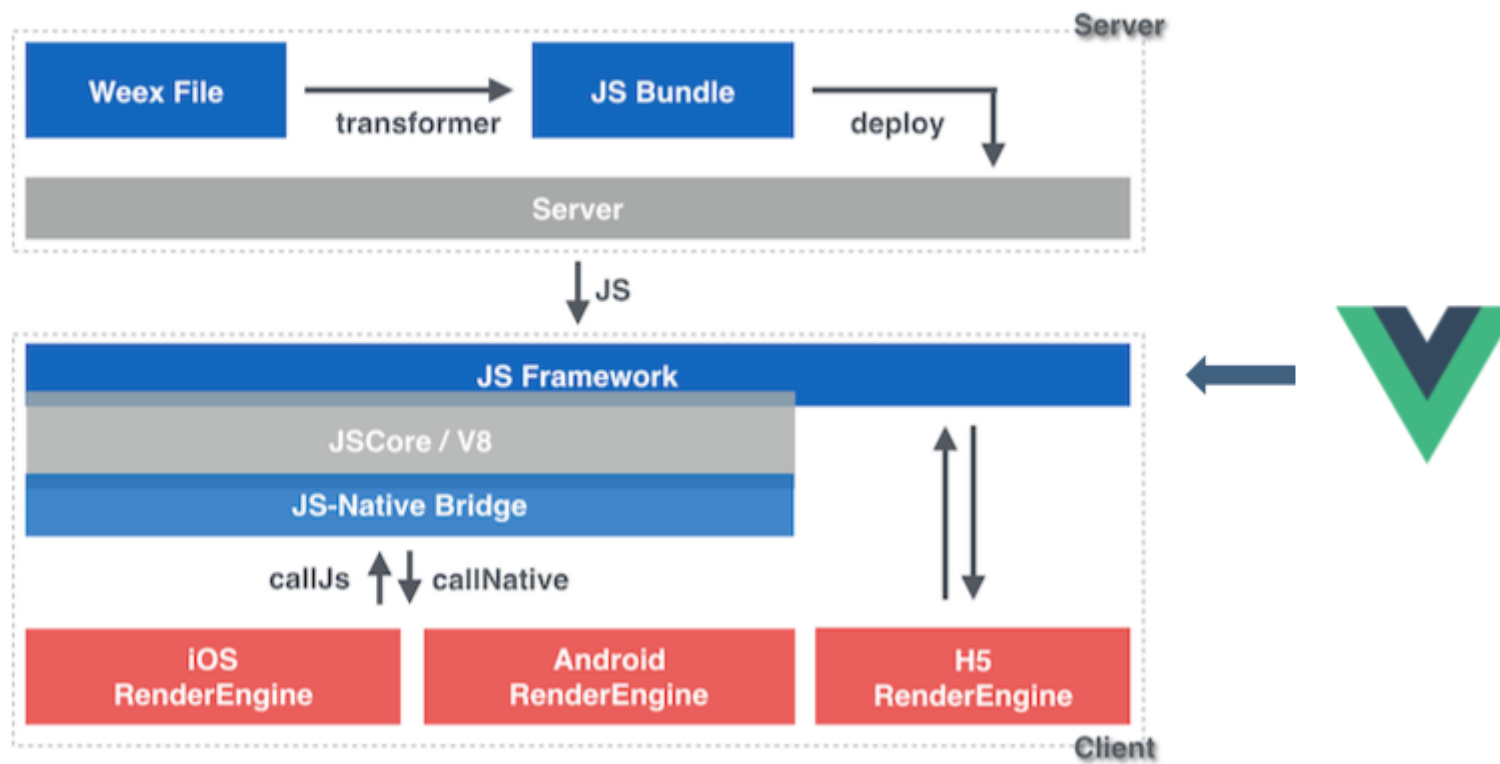 Server
Weex File
transformer
JS Bundle
deploy
Server
JS
JS Framework
JSCore / V8
JS-Native Bridge
callJs
callNative
iOS
RenderEngine
Android
RenderEngine
H5
RenderEngine
Client